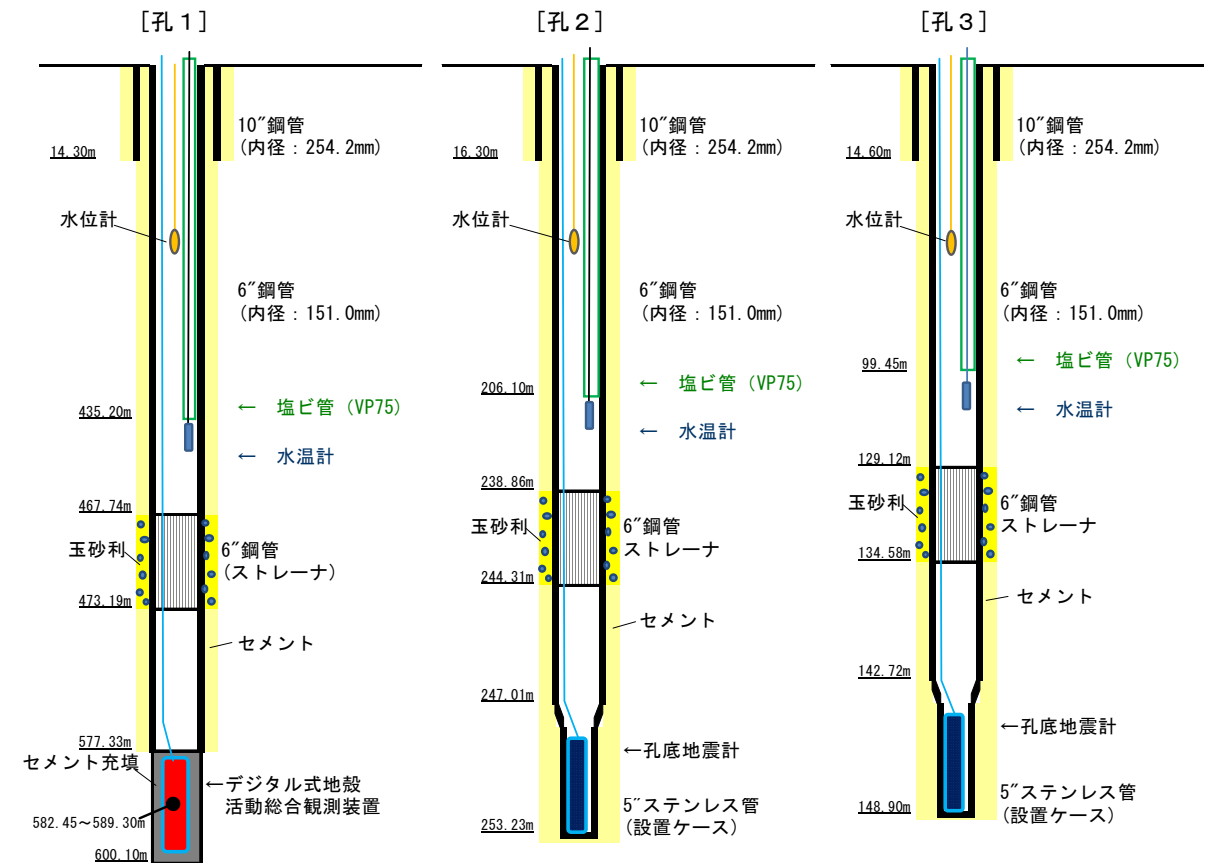 [孔１]
10″鋼管
(内径：254.2mm)
14.30m
水位計
6″鋼管
(内径：151.0mm)
← 塩ビ管（VP75）
435.20m
← 水温計
467.74m
玉砂利
6″鋼管
(ストレーナ)
473.19m
セメント
577.33m
セメント充填
←デジタル式地殻
活動総合観測装置
582.45～589.30m
600.10m
[孔２]
10″鋼管
(内径：254.2mm)
16.30m
水位計
6″鋼管
(内径：151.0mm)
← 塩ビ管（VP75）
206.10m
← 水温計
238.86m
玉砂利
6″鋼管
ストレーナ
244.31m
セメント
247.01m
←孔底地震計
5″ステンレス管
(設置ケース)
253.23m
[孔３]
10″鋼管
(内径：254.2mm)
14.60m
水位計
6″鋼管
(内径：151.0mm)
← 塩ビ管（VP75）
99.45m
← 水温計
129.12m
玉砂利
6″鋼管
ストレーナ
134.58m
セメント
142.72m
←孔底地震計
5″ステンレス管
(設置ケース)
148.90m